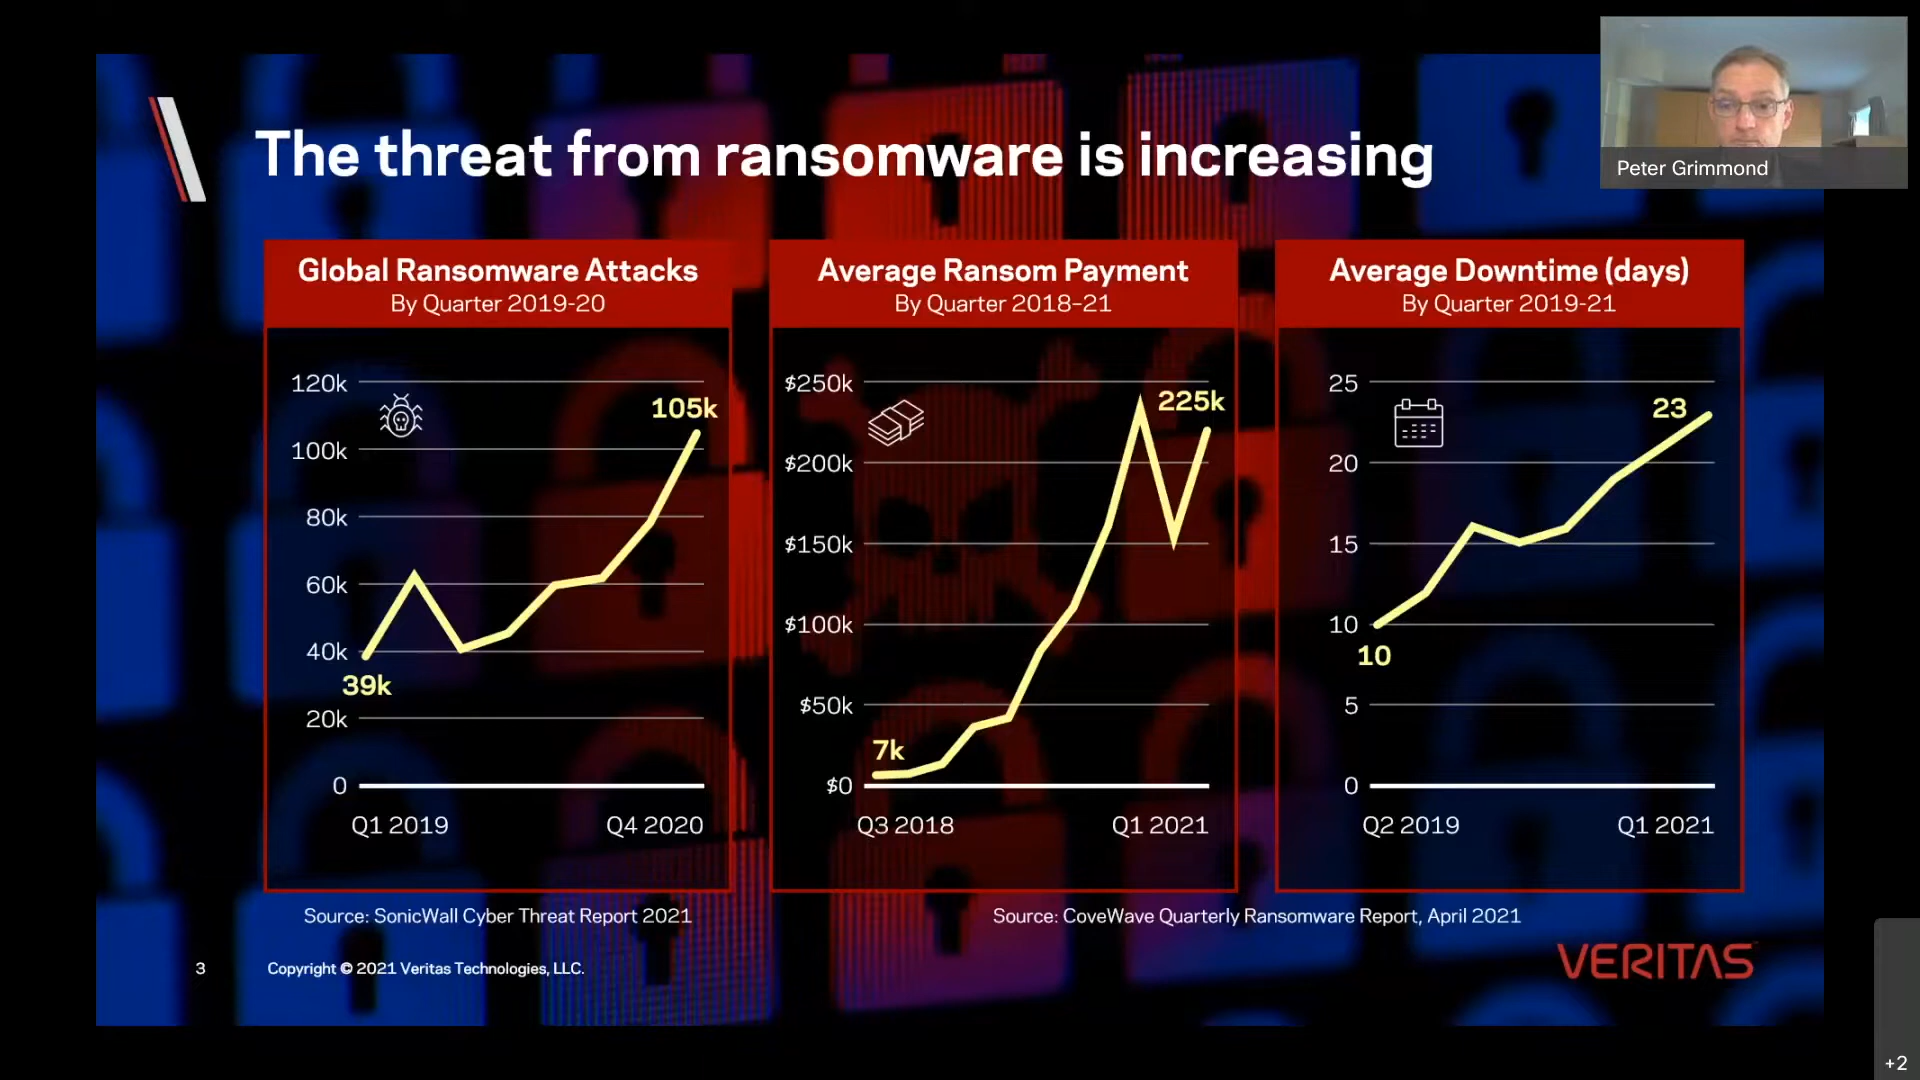 The threat from ransomware is increasing
Peter Grimmond
Global Ransomware Attacks
By Quarter 2019-20
120k
100k
80k
60k
40k
20k
0
105k
39k
Q1 2019
Q4 2020
Average Ransom Payment
By Quarter 2018-21
$250k
$200k
$150k
$100k
$50k
$0
225k
7k
Q3 2018
Q1 2021
Average Downtime (days)
By Quarter 2019-21
25
20
15
10
5
0
23
10
Q2 2019
Q1 2021
Source: SonicWall Cyber Threat Report 2021
Source: CoveWave Quarterly Ransomware Report, April 2021
3
Copyright © 2021 Veritas Technologies, LLC.
VERITAS
+2